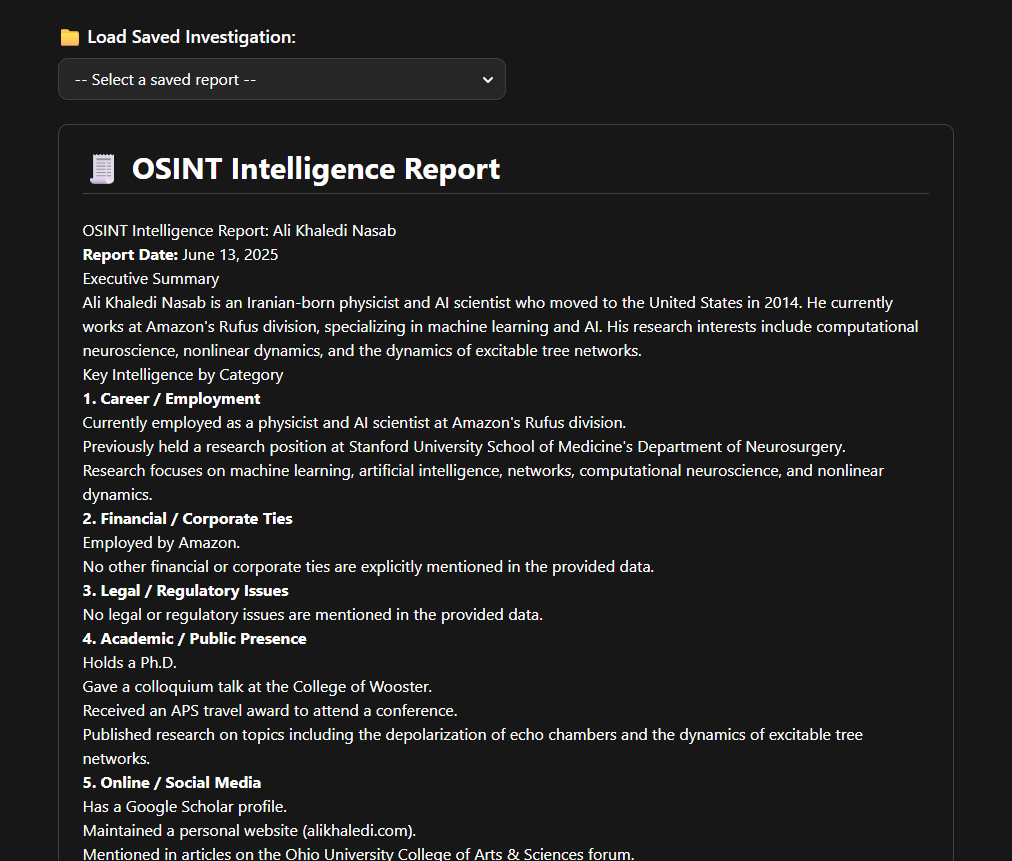 Load Saved Investigation:
-- Select a saved report --
OSINT Intelligence Report
OSINT Intelligence Report: Ali Khaledi Nasab
Report Date: June 13, 2025
Executive Summary
Ali Khaledi Nasab is an Iranian-born physicist and AI scientist who moved to the United States in 2014. He currently
works at Amazon's Rufus division, specializing in machine learning and AI. His research interests include computational
neuroscience, nonlinear dynamics, and the dynamics of excitable tree networks.
Key Intelligence by Category
1. Career / Employment
Currently employed as a physicist and AI scientist at Amazon's Rufus division.
Previously held a research position at Stanford University School of Medicine's Department of Neurosurgery.
Research focuses on machine learning, artificial intelligence, networks, computational neuroscience, and nonlinear
dynamics.
2. Financial / Corporate Ties
Employed by Amazon.
No other financial or corporate ties are explicitly mentioned in the provided data.
3. Legal / Regulatory Issues
No legal or regulatory issues are mentioned in the provided data.
4. Academic / Public Presence
Holds a Ph.D.
Gave a colloquium talk at the College of Wooster.
Received an APS travel award to attend a conference.
Published research on topics including the depolarization of echo chambers and the dynamics of excitable tree
networks.
5. Online / Social Media
Has a Google Scholar profile.
Maintained a personal website (alikhaledi.com).
Mentioned in articles on the Ohio University College of Arts & Sciences forum.